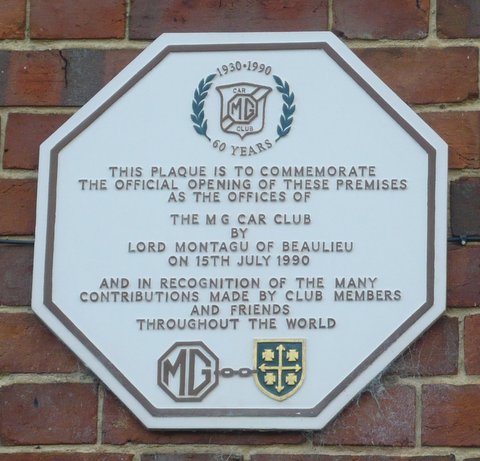 1930•1990
CAR
MG
CLUB
60 YEARS
THIS PLAQUE IS TO COMMEMORATE
THE OFFICIAL OPENING OF THESE PREMISES
AS THE OFFICES OF
THE M G CAR CLUB
BY
LORD MONTAGU OF BEAULIEU
ON 15TH JULY 1990
AND IN RECOGNITION OF THE MANY
CONTRIBUTIONS MADE BY CLUB MEMBERS
AND FRIENDS
THROUGHOUT THE WORLD
MG